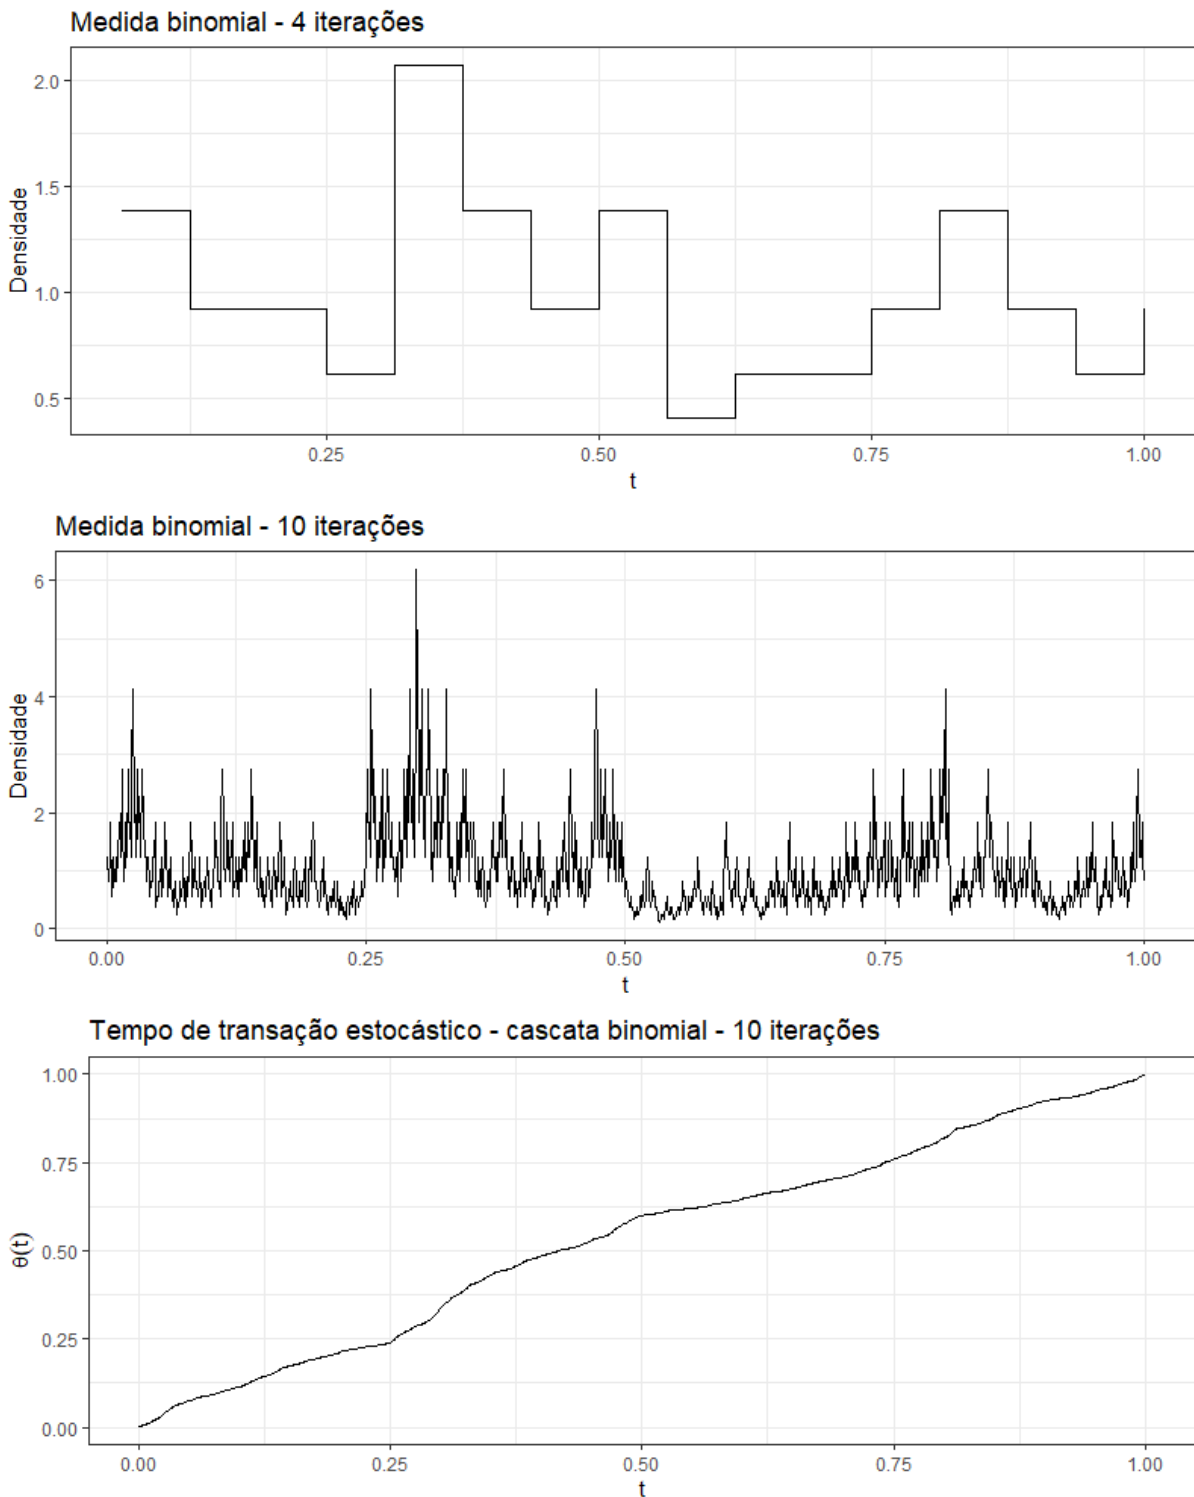 Medida binomial - 4 iterações
Densidade
2.0
1.5
1.0
0.5
0.25 0.50 0.75 1.00
t
Medida binomial - 10 iterações
Densidade
6
4
2
0
0.00 0.25 0.50 0.75 1.00
t
Tempo de transação estocástico - cascata binomial - 10 iterações
θ(t)
1.00
0.75
0.50
0.25
0.00
0.00 0.25 0.50 0.75 1.00
t